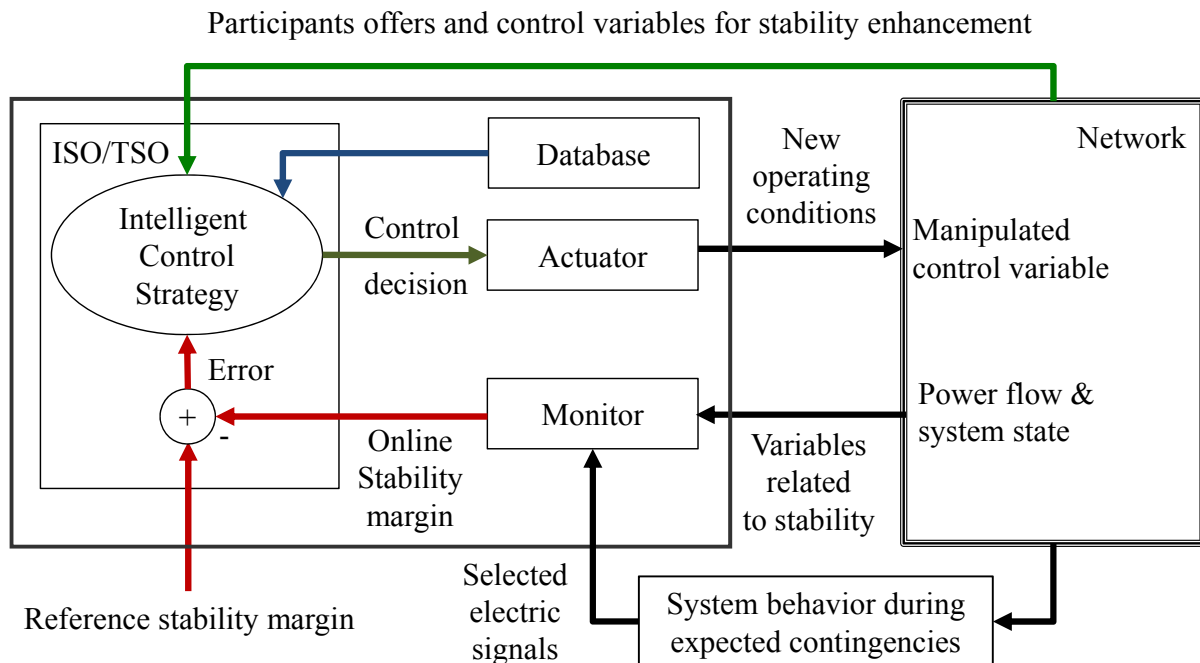 Participants offers and control variables for stability enhancement
ISO/TSO
Database
New
operating
conditions
Network
Intelligent
Control
Strategy
Control
decision
Actuator
Manipulated
control variable
Error
+
-
Monitor
Online
Stability
margin
Power flow &
system state
Variables
related
to stability
Reference stability margin
Selected
electric
signals
System behavior during
expected contingencies